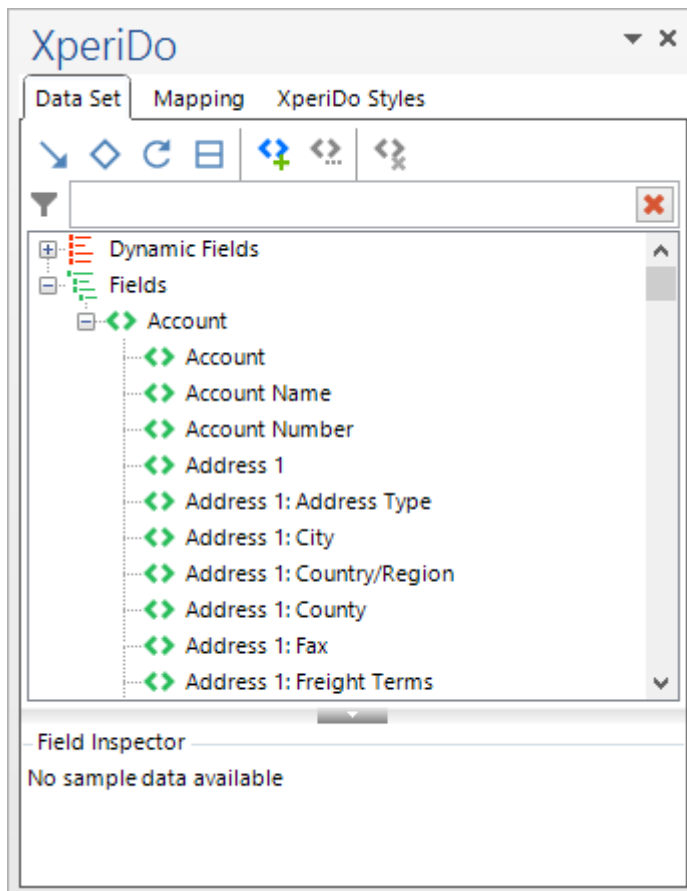 XperiDo
Data Set Mapping XperiDo Styles
Dynamic Fields
Fields
Account
Account
Account Name
Account Number
Address 1
Address 1: Address Type
Address 1: City
Address 1: Country/Region
Address 1: County
Address 1: Fax
Address 1: Freight Terms
Field Inspector
No sample data available